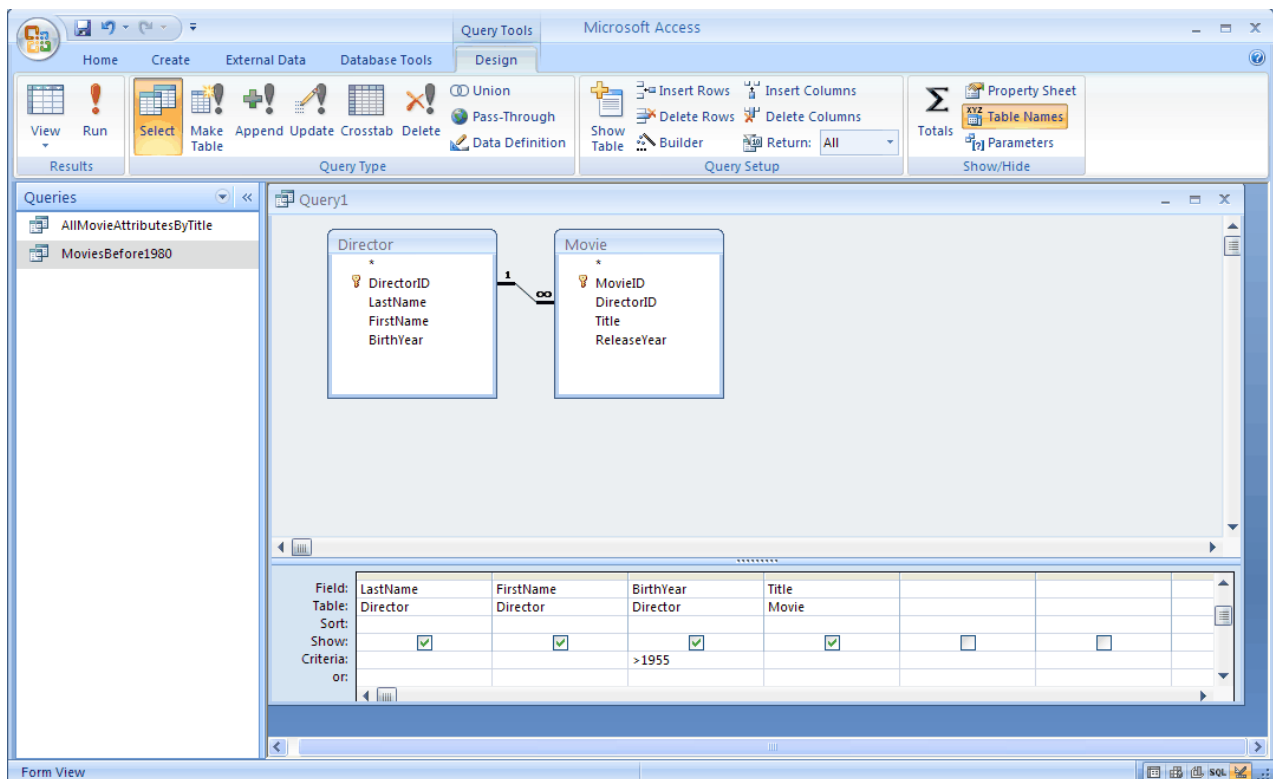 Query Tools
Microsoft Access
Home Create External Data Database Tools Design
View
Run
Select
Make Table
Append
Update
Crosstab
Delete
Union
Pass-Through
Data Definition
Show Table
Insert Rows
Delete Rows
Builder
Insert Columns
Delete Columns
Return: All
Σ
Totals
Property Sheet
XYZ Table Names
[?] Parameters
Results Query Type Query Setup Show/Hide
Queries
AllMovieAttributesByTitle
MoviesBefore1980
Query1
Director
*
DirectorID
LastName
FirstName
BirthYear
1
∞
Movie
*
MovieID
DirectorID
Title
ReleaseYear
Field: LastName FirstName BirthYear Title
Table: Director Director Director Movie
Sort:
Show:
Criteria: >1955
or:
Form View
SQL